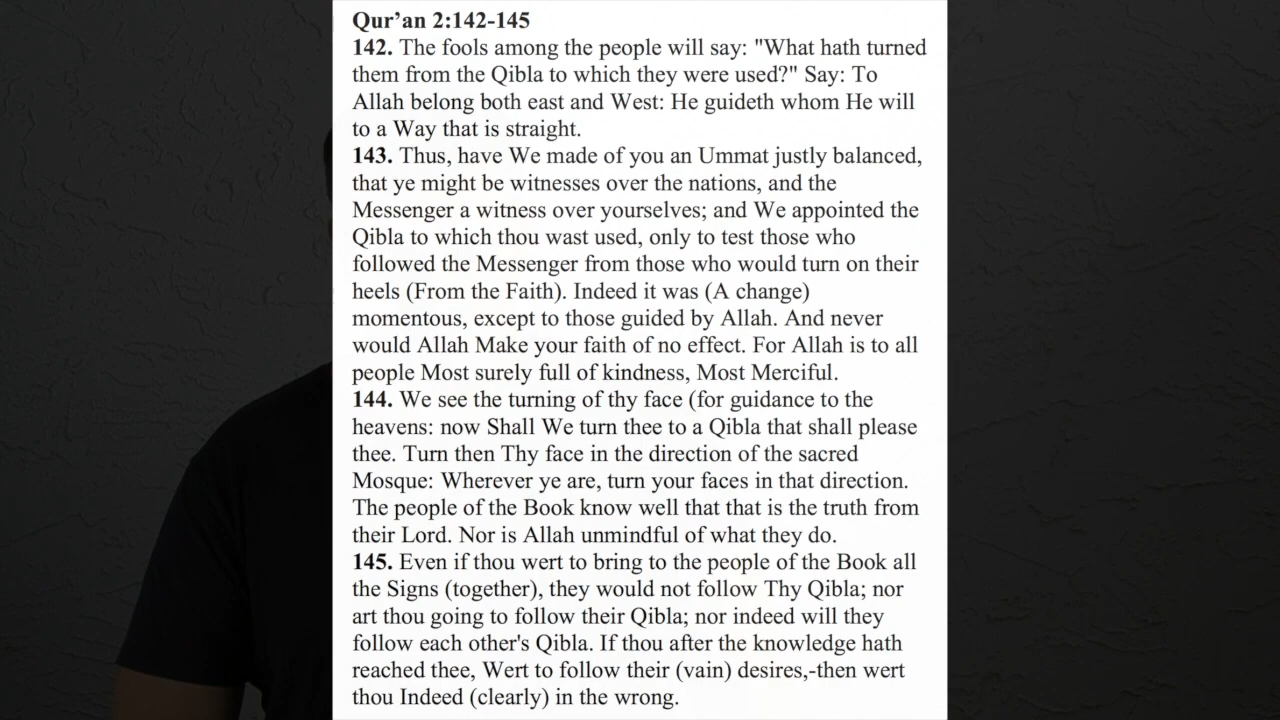 Qur’an 2:142-145
142. The fools among the people will say: "What hath turned
them from the Qibla to which they were used?" Say: To
Allah belong both east and West: He guideth whom He will
to a Way that is straight.
143. Thus, have We made of you an Ummat justly balanced,
that ye might be witnesses over the nations, and the
Messenger a witness over yourselves; and We appointed the
Qibla to which thou wast used, only to test those who
followed the Messenger from those who would turn on their
heels (From the Faith). Indeed it was (A change)
momentous, except to those guided by Allah. And never
would Allah Make your faith of no effect. For Allah is to all
people Most surely full of kindness, Most Merciful.
144. We see the turning of thy face (for guidance to the
heavens: now Shall We turn thee to a Qibla that shall please
thee. Turn then Thy face in the direction of the sacred
Mosque: Wherever ye are, turn your faces in that direction.
The people of the Book know well that that is the truth from
their Lord. Nor is Allah unmindful of what they do.
145. Even if thou wert to bring to the people of the Book all
the Signs (together), they would not follow Thy Qibla; nor
art thou going to follow their Qibla; nor indeed will they
follow each other's Qibla. If thou after the knowledge hath
reached thee, Wert to follow their (vain) desires,-then wert
thou Indeed (clearly) in the wrong.